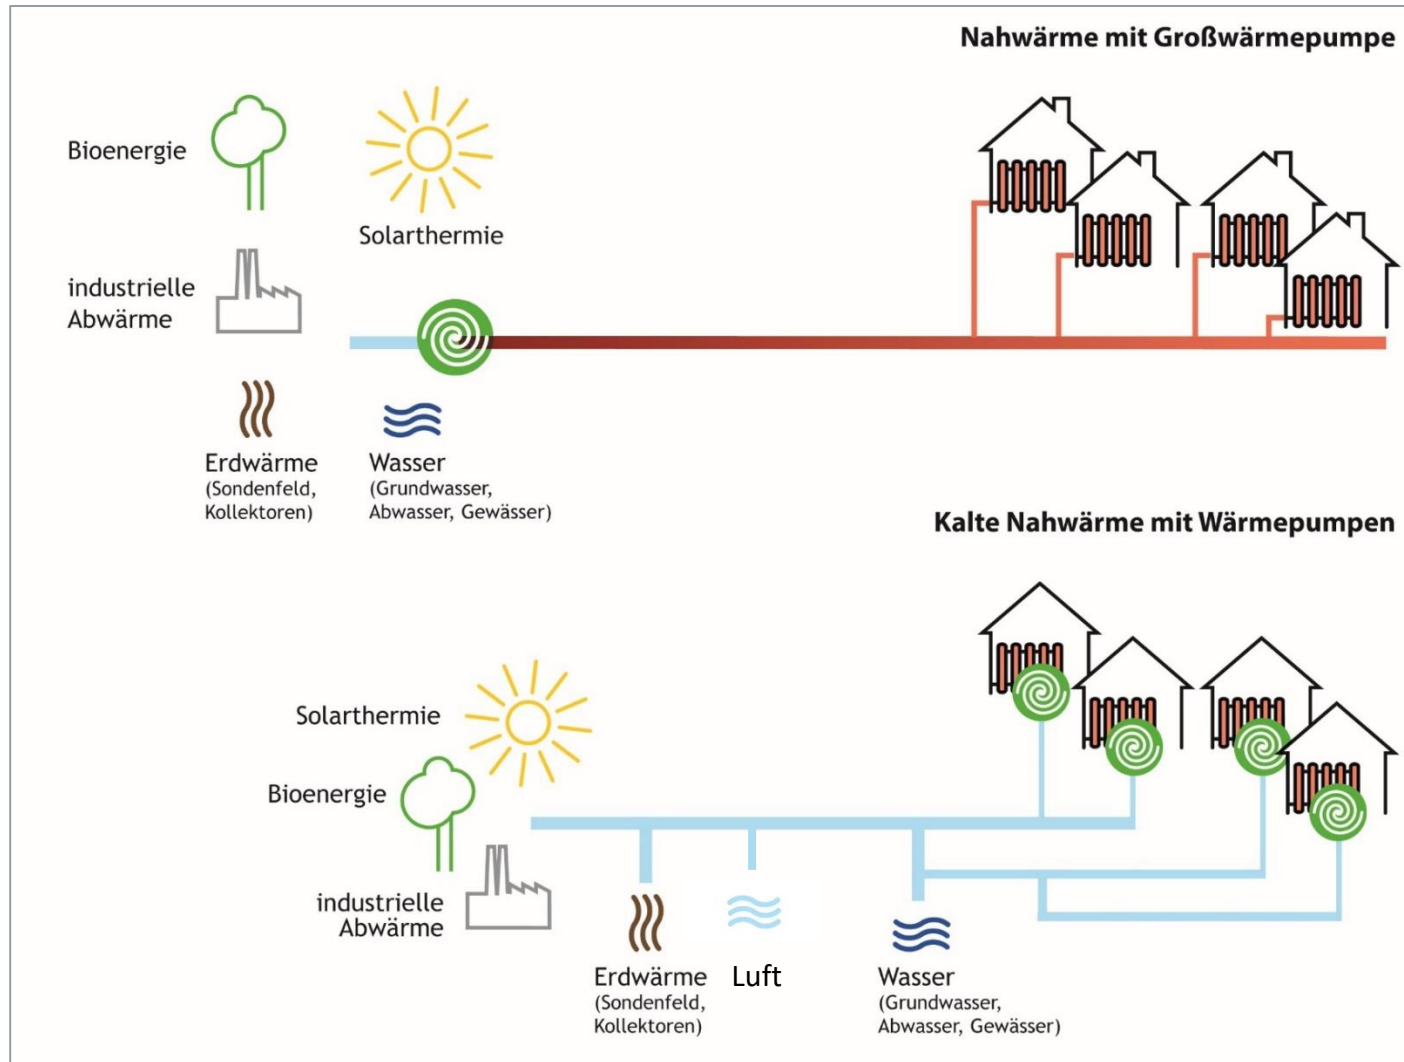 Nahwärme mit Großwärmepumpe
Bioenergie
Solarthermie
industrielle
Abwärme
Erdwärme
(Sondenfeld,
Kollektoren)
Wasser
(Grundwasser,
Abwasser, Gewässer)
Kalte Nahwärme mit Wärmepumpen
Solarthermie
Bioenergie
industrielle
Abwärme
Erdwärme
(Sondenfeld,
Kollektoren)
Luft
Wasser
(Grundwasser,
Abwasser, Gewässer)